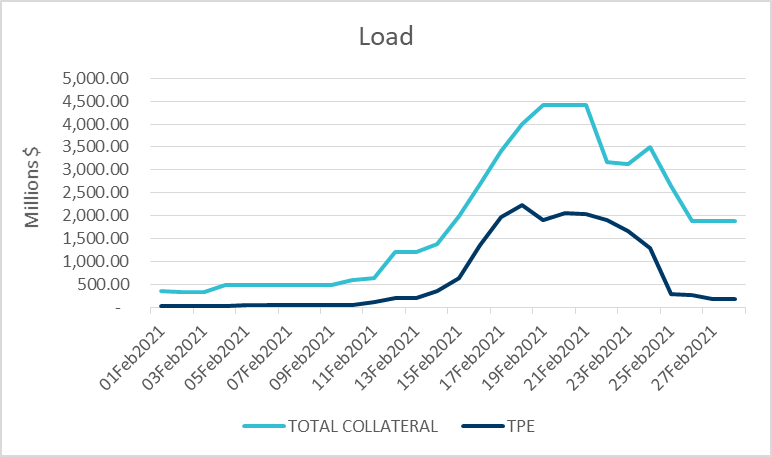 Load
Millions $
5,000.00
4,500.00
4,000.00
3,500.00
3,000.00
2,500.00
2,000.00
1,500.00
1,000.00
500.00
-
01Feb2021
03Feb2021
05Feb2021
07Feb2021
09Feb2021
11Feb2021
13Feb2021
15Feb2021
17Feb2021
19Feb2021
21Feb2021
23Feb2021
25Feb2021
27Feb2021
TOTAL COLLATERAL
TPE